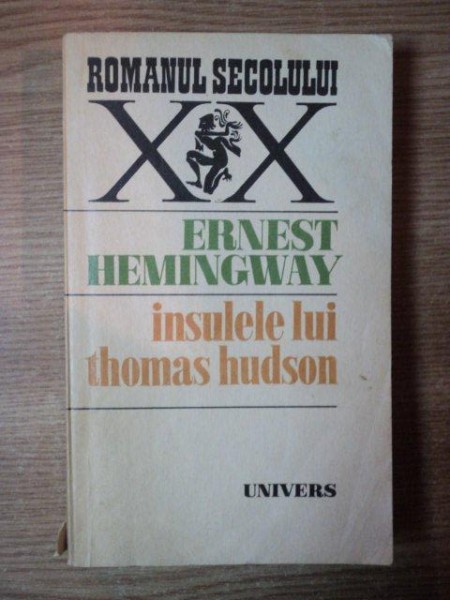 ROMANUL SECOLULUI
XX
ERNEST
HEMINGWAY
insulele lui
thomas hudson
UNIVERS